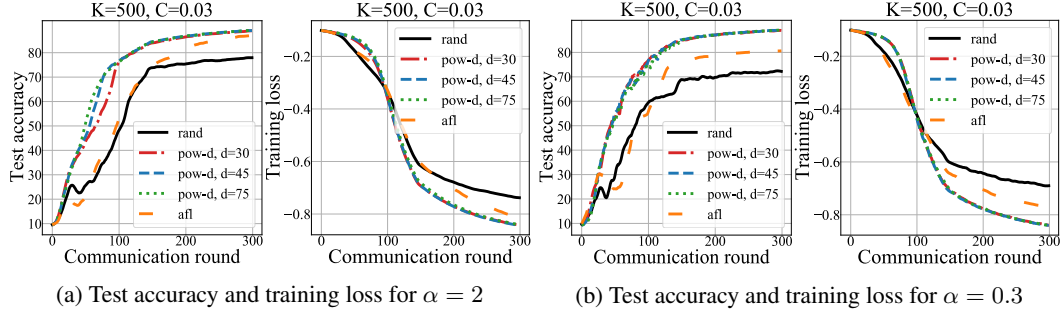 K=500, C=0.03
Test accuracy
80
70
60
50
40
30
20
10
0
100
200
300
Communication round
rand
pow-d, d=30
pow-d, d=45
pow-d, d=75
afl
K=500, C=0.03
Training loss
−0.2
−0.4
−0.6
−0.8
0
100
200
300
Communication round
rand
pow-d, d=30
pow-d, d=45
pow-d, d=75
afl
(a) Test accuracy and training loss for α = 2
K=500, C=0.03
Test accuracy
80
70
60
50
40
30
20
10
0
100
200
300
Communication round
rand
pow-d, d=30
pow-d, d=45
pow-d, d=75
afl
K=500, C=0.03
Training loss
−0.2
−0.4
−0.6
−0.8
0
100
200
300
Communication round
rand
pow-d, d=30
pow-d, d=45
pow-d, d=75
afl
(b) Test accuracy and training loss for α = 0.3